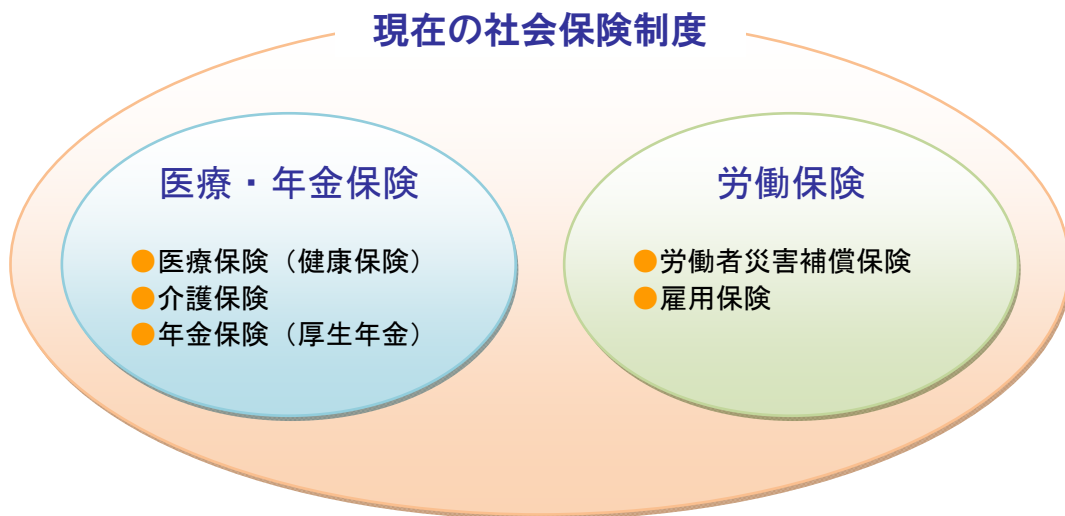 現在の社会保険制度
医療・年金保険
●医療保険（健康保険）
●介護保険
●年金保険（厚生年金）
労働保険
●労働者災害補償保険
●雇用保険